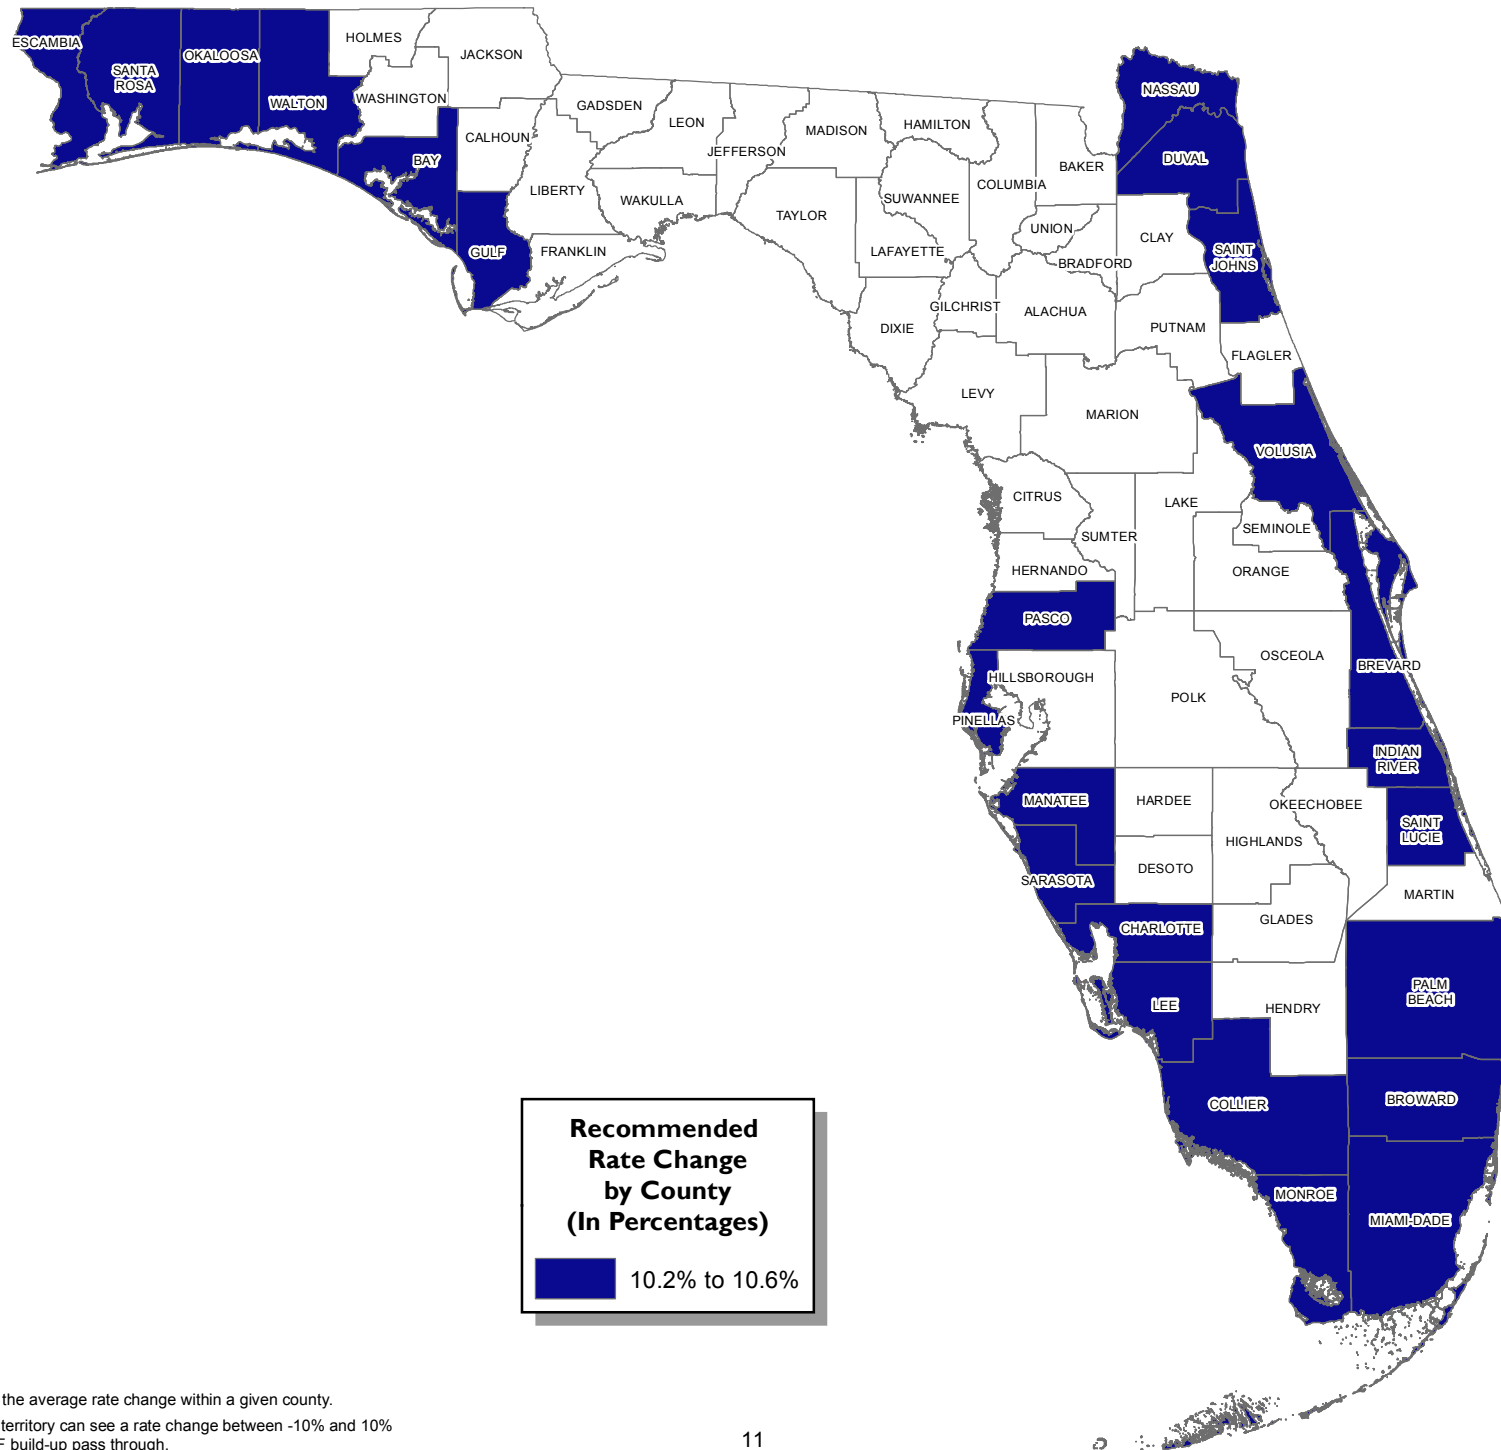 ESCAMBIA
SANTA
ROSA
OKALOOSA
WALTON
HOLMES
WASHINGTON
JACKSON
BAY
CALHOUN
GULF
LIBERTY
GADSDEN
FRANKLIN
LEON
WAKULLA
JEFFERSON
MADISON
TAYLOR
HAMILTON
SUWANNEE
LAFAYETTE
DIXIE
COLUMBIA
GILCHRIST
BAKER
UNION
BRADFORD
ALACHUA
LEVY
NASSAU
DUVAL
CLAY
SAINT
JOHNS
PUTNAM
FLAGLER
MARION
VOLUSIA
CITRUS
SUMTER
LAKE
SEMINOLE
HERNANDO
ORANGE
PASCO
OSCEOLA
BREVARD
HILLSBOROUGH
PINELLAS
POLK
INDIAN
RIVER
MANATEE
HARDEE
OKEECHOBEE
SAINT
LUCIE
HIGHLANDS
SARASOTA
DESOTO
MARTIN
CHARLOTTE
GLADES
LEE
HENDRY
PALM
BEACH
COLLIER
BROWARD
MONROE
MIAMI-DADE
Recommended
Rate Change
by County
(In Percentages)
10.2% to 10.6%
the average rate change within a given county.
territory can see a rate change between -10% and 10%
F build-up pass through.
11